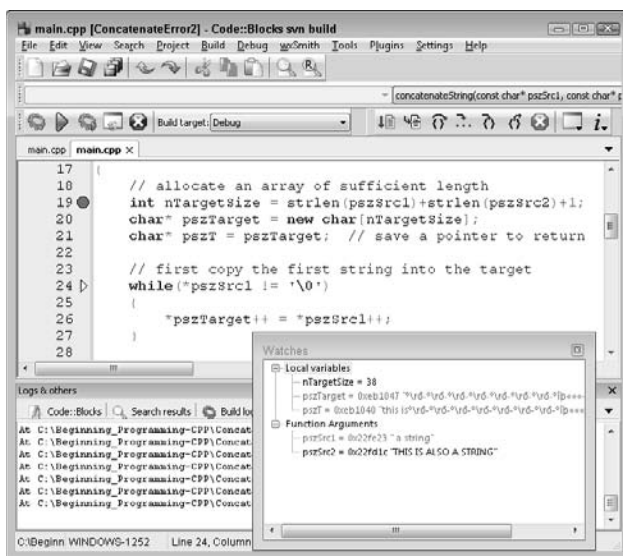 main.cpp [ConcatenateError2] - Code::Blocks svn build
File Edit View Search Project Build Debug wxSmith Tools Plugins Settings Help
concatenateString(const char* pszSrc1, const char* p
Build target: Debug
main.cpp main.cpp ×
17 {
18 // allocate an array of sufficient length
19 int nTargetSize = strlen(pszSrc1)+strlen(pszSrc2)+1;
20 char* pszTarget = new char[nTargetSize];
21 char* pszT = pszTarget; // save a pointer to return
22
23 // first copy the first string into the target
24 while(*pszSrc1 != '\0')
25 {
26 *pszTarget++ = *pszSrc1++;
27 }
28
Watches
Local variables
nTargetSize = 38
pszTarget = 0xeb1047
pszT = 0xeb1040 "this is
Function Arguments
pszSrc1 = 0x22fe23 " a string"
pszSrc2 = 0x22fd1c "THIS IS ALSO A STRING"
Logs & others
Code::Blocks Search results Build lo
At C:\Beginning_Programming-CPP\Concat
At C:\Beginning_Programming-CPP\Concat
At C:\Beginning_Programming-CPP\Concat
At C:\Beginning_Programming-CPP\Concat
At C:\Beginning_Programming-CPP\Concat
At C:\Beginning_Programming-CPP\Concat
At C:\Beginning_Programming-CPP\Concat
C:\Beginn WINDOWS-1252 Line 24, Column